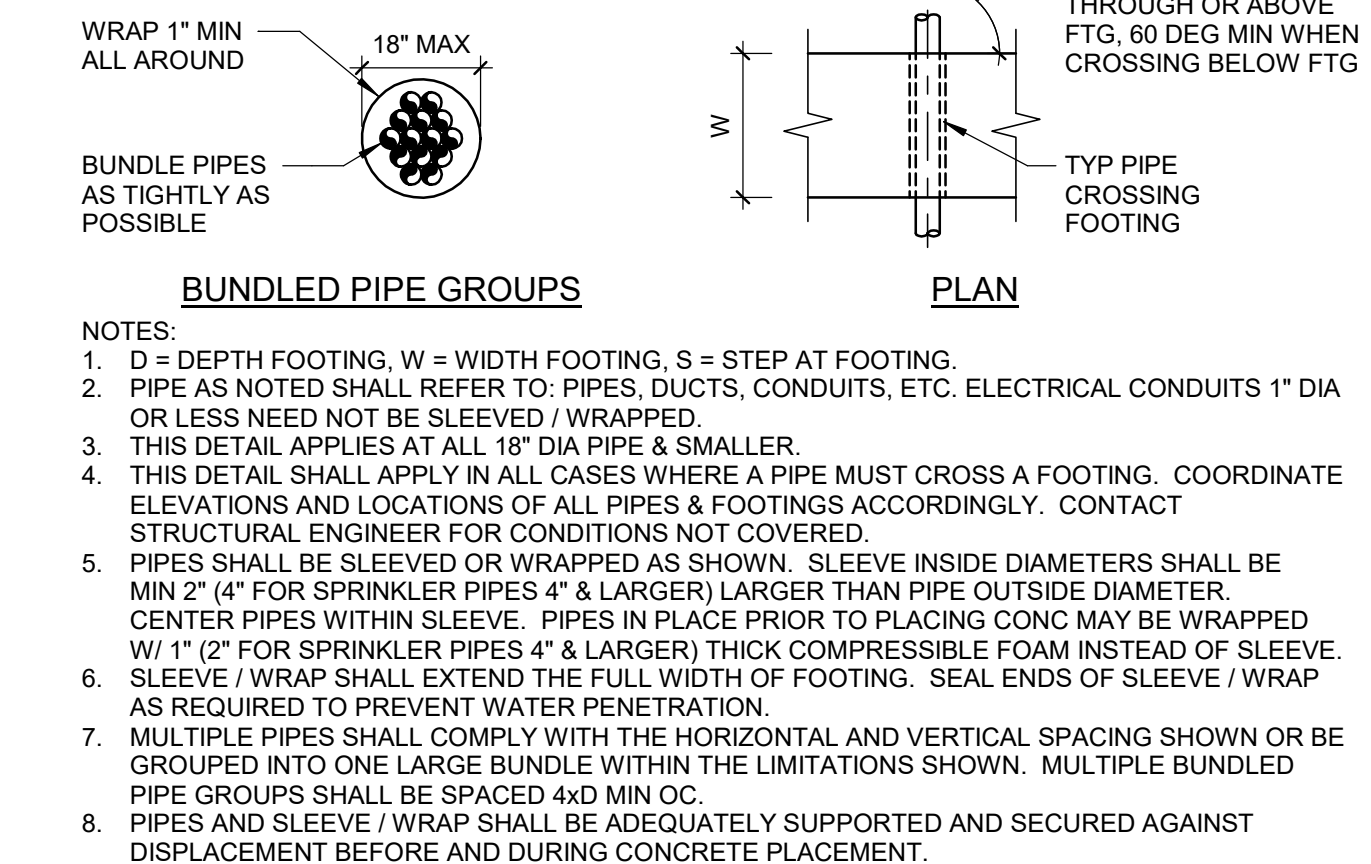 WRAP 1" MIN
ALL AROUND
18" MAX
BUNDLE PIPES
AS TIGHTLY AS
POSSIBLE
BUNDLED PIPE GROUPS
THROUGH OR ABOVE
FTG, 60 DEG MIN WHEN
CROSSING BELOW FTG
W
TYP PIPE
CROSSING
FOOTING
PLAN
NOTES:
1. D = DEPTH FOOTING, W = WIDTH FOOTING, S = STEP AT FOOTING.
2. PIPE AS NOTED SHALL REFER TO: PIPES, DUCTS, CONDUITS, ETC. ELECTRICAL CONDUITS 1" DIA
OR LESS NEED NOT BE SLEEVED / WRAPPED.
3. THIS DETAIL APPLIES AT ALL 18" DIA PIPE & SMALLER.
4. THIS DETAIL SHALL APPLY IN ALL CASES WHERE A PIPE MUST CROSS A FOOTING. COORDINATE
ELEVATIONS AND LOCATIONS OF ALL PIPES & FOOTINGS ACCORDINGLY. CONTACT
STRUCTURAL ENGINEER FOR CONDITIONS NOT COVERED.
5. PIPES SHALL BE SLEEVED OR WRAPPED AS SHOWN. SLEEVE INSIDE DIAMETERS SHALL BE
MIN 2" (4" FOR SPRINKLER PIPES 4" & LARGER) LARGER THAN PIPE OUTSIDE DIAMETER.
CENTER PIPES WITHIN SLEEVE. PIPES IN PLACE PRIOR TO PLACING CONC MAY BE WRAPPED
W/ 1" (2" FOR SPRINKLER PIPES 4" & LARGER) THICK COMPRESSIBLE FOAM INSTEAD OF SLEEVE.
6. SLEEVE / WRAP SHALL EXTEND THE FULL WIDTH OF FOOTING. SEAL ENDS OF SLEEVE / WRAP
AS REQUIRED TO PREVENT WATER PENETRATION.
7. MULTIPLE PIPES SHALL COMPLY WITH THE HORIZONTAL AND VERTICAL SPACING SHOWN OR BE
GROUPED INTO ONE LARGE BUNDLE WITHIN THE LIMITATIONS SHOWN. MULTIPLE BUNDLED
PIPE GROUPS SHALL BE SPACED 4xD MIN OC.
8. PIPES AND SLEEVE / WRAP SHALL BE ADEQUATELY SUPPORTED AND SECURED AGAINST
DISPLACEMENT BEFORE AND DURING CONCRETE PLACEMENT.